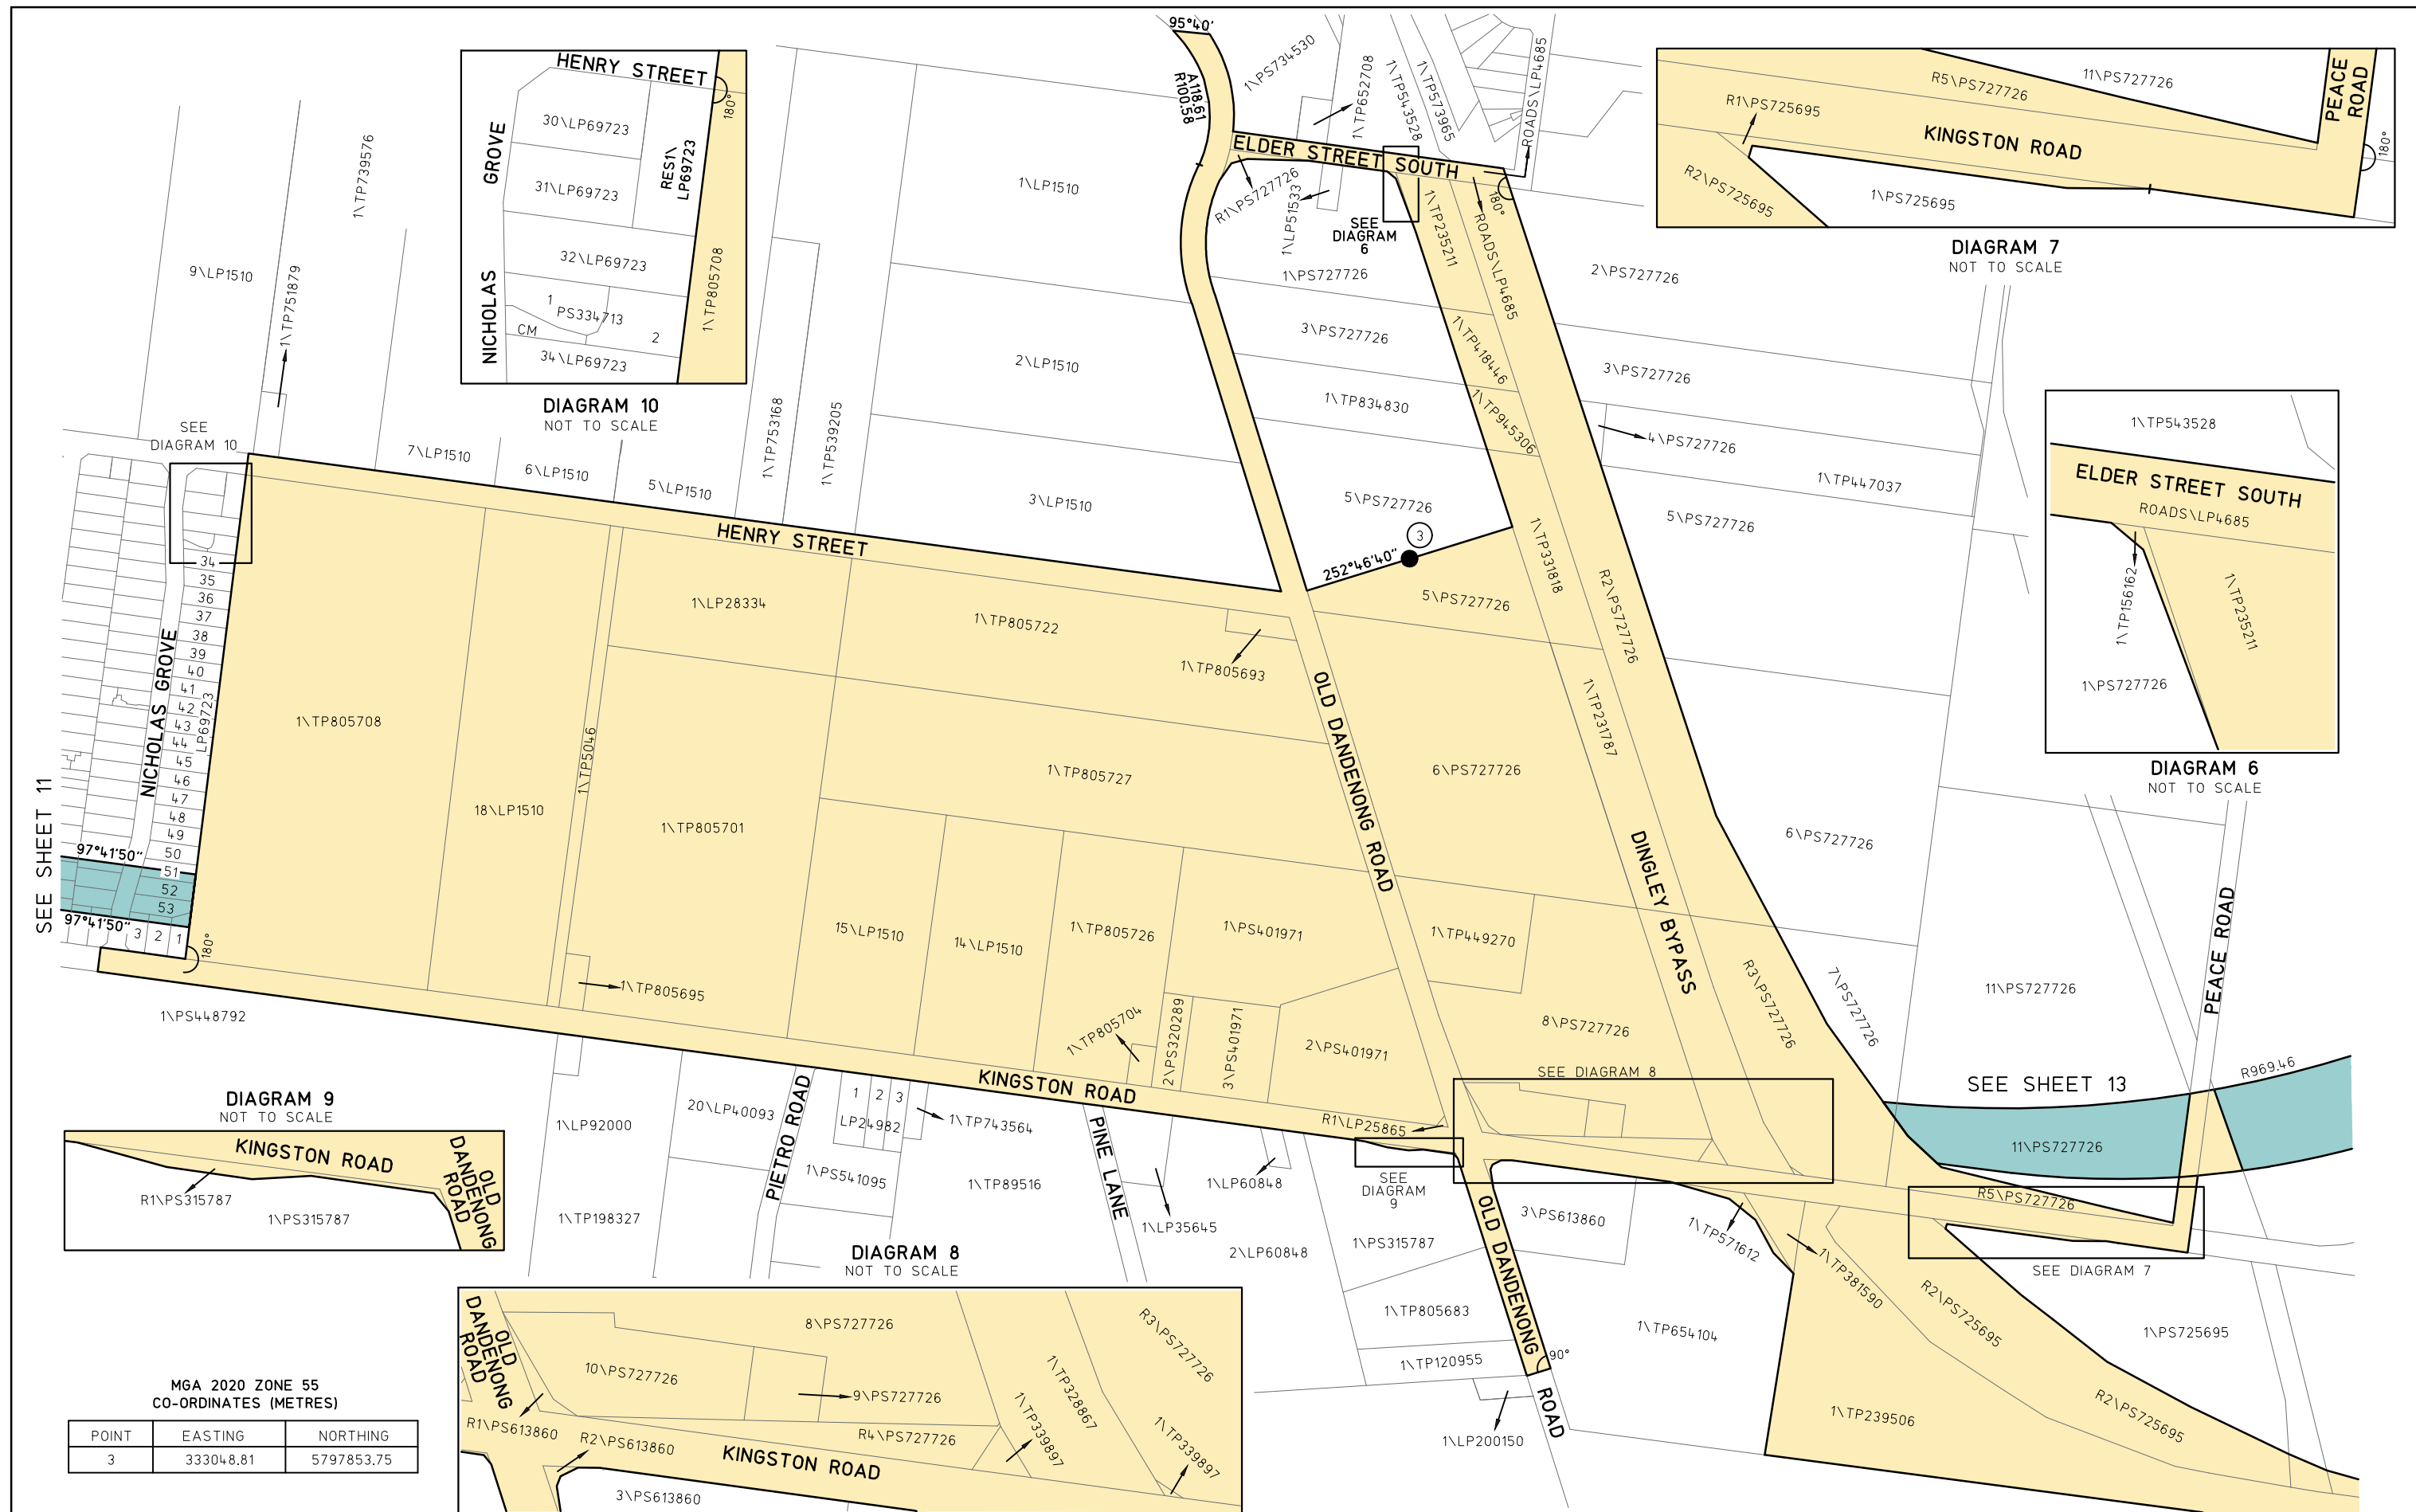 95°40'
A118.61
R100.58
1\PS734530
1\TP652708
1\TP543528
1\TP573965
ROADS\LP4685
ELDER STREET SOUTH
R1\PS727726
1\LP51533
SEE
DIAGRAM
6
180°
1\TP235211
ROADS\LP4685
1\PS727726
2\PS727726
3\PS727726
1\TP418446
3\PS727726
1\TP834830
1\TP945306
4\PS727726
1\TP447037
5\PS727726
5\PS727726
3
252°46'40"
5\PS727726
1\TP331818
R2\PS727726
HENRY STREET
180°
30\LP69723
GROVE
31\LP69723
RES1\
LP69723
32\LP69723
1
PS334713
CM
2
34\LP69723
NICHOLAS
1\TP805708
DIAGRAM 10
NOT TO SCALE
R5\PS727726
11\PS727726
PEACE
ROAD
R1\PS725695
KINGSTON ROAD
180°
R2\PS725695
1\PS725695
DIAGRAM 7
NOT TO SCALE
1\TP543528
ELDER STREET SOUTH
ROADS\LP4685
1\TP156162
1\TP235211
1\PS727726
DIAGRAM 6
NOT TO SCALE
1\TP739576
9\LP1510
1\TP751879
SEE
DIAGRAM 10
7\LP1510
6\LP1510
5\LP1510
1\TP753168
1\TP539205
1\LP1510
2\LP1510
3\LP1510
HENRY STREET
34
35
36
37
38
39
40
41
42
43
44
45
46
47
48
49
50
51
52
53
LP69723
NICHOLAS GROVE
SEE SHEET 11
97°41'50"
97°41'50"
3
2
1
180°
1\TP805708
18\LP1510
1\TP5046
1\LP28334
1\TP805722
1\TP805693
1\TP805701
1\TP805727
1\TP805695
15\LP1510
14\LP1510
1\TP805726
1\PS401971
1\TP805704
2\PS320289
3\PS401971
2\PS401971
OLD DANDENONG ROAD
6\PS727726
1\TP231787
DINGLEY BYPASS
6\PS727726
1\TP449270
8\PS727726
R3\PS727726
7\PS727726
11\PS727726
PEACE ROAD
SEE DIAGRAM 8
SEE SHEET 13
R969.46
11\PS727726
R5\PS727726
SEE DIAGRAM 7
1\PS448792
KINGSTON ROAD
R1\LP25865
SEE
DIAGRAM
9
DIAGRAM 9
NOT TO SCALE
KINGSTON ROAD
OLD
DANDENONG
ROAD
R1\PS315787
1\PS315787
1\LP92000
20\LP40093
PIETRO ROAD
1
2
3
LP24982
1\TP743564
1\PS541095
1\TP89516
1\TP198327
PINE LANE
1\LP35645
1\LP60848
2\LP60848
1\PS315787
1\TP805683
1\TP120955
1\LP200150
OLD DANDENONG
90°
ROAD
3\PS613860
1\TP571612
1\TP381590
R2\PS725695
1\TP654104
1\PS725695
1\TP239506
R2\PS725695
DIAGRAM 8
NOT TO SCALE
OLD
DANDENONG
ROAD
8\PS727726
R3\PS727726
10\PS727726
9\PS727726
1\TP328867
R1\PS613860
R2\PS613860
R4\PS727726
1\TP339897
1\TP339897
KINGSTON ROAD
3\PS613860
MGA 2020 ZONE 55
CO-ORDINATES (METRES)
POINT EASTING NORTHING
3 333048.81 5797853.75